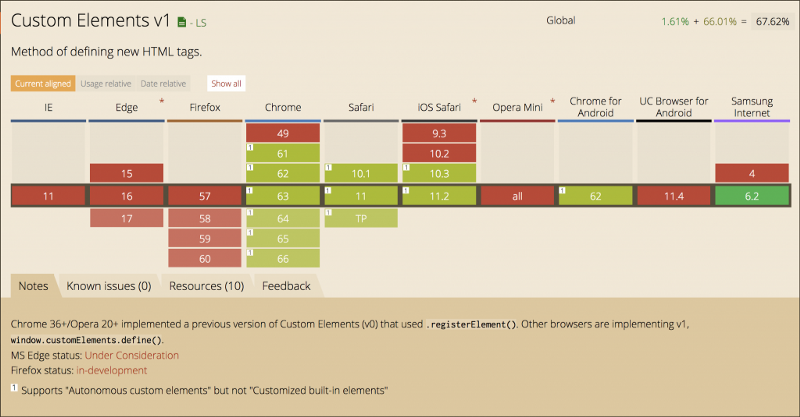 Custom Elements v1 - LS
Global 1.61% + 66.01% = 67.62%
Method of defining new HTML tags.
Current aligned Usage relative Date relative Show all
IE Edge * Firefox Chrome Safari iOS Safari * Opera Mini * Chrome for Android UC Browser for Android Samsung Internet
49 9.3
1 61 10.2
15 1 62 1 10.1 1 10.3 4
11 16 57 1 63 1 11 1 11.2 all 1 62 11.4 6.2
17 58 1 64 1 TP
59 1 65
60 1 66
Notes Known issues (0) Resources (10) Feedback
Chrome 36+/Opera 20+ implemented a previous version of Custom Elements (v0) that used .registerElement(). Other browsers are implementing v1,
window.customElements.define().
MS Edge status: Under Consideration
Firefox status: in-development
1 Supports "Autonomous custom elements" but not "Customized built-in elements"